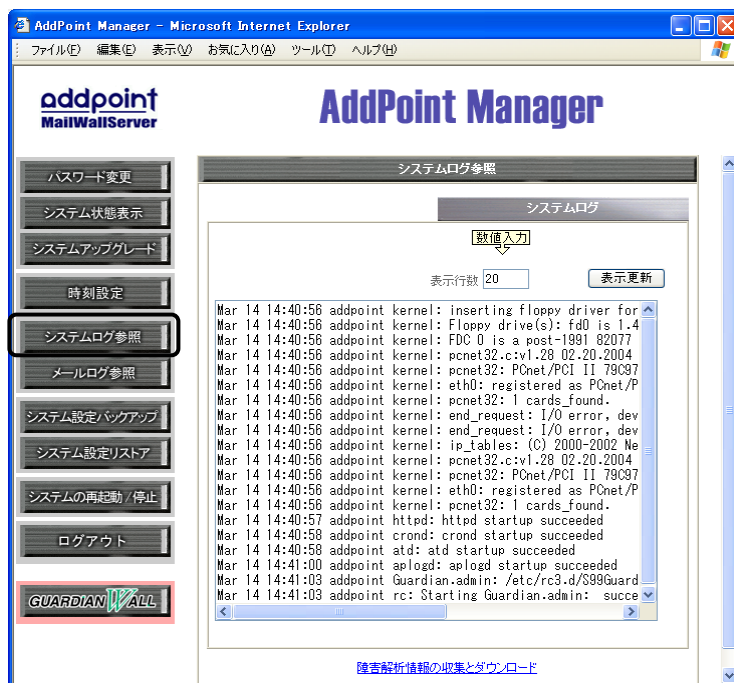 AddPoint Manager - Microsoft Internet Explorer
ファイル(F) 編集(E) 表示(V) お気に入り(A) ツール(T) ヘルプ(H)
addpoint
MailWallServer
AddPoint Manager
パスワード変更
システム状態表示
システムアップグレード
時刻設定
システムログ参照
メールログ参照
システム設定バックアップ
システム設定リストア
システムの再起動/停止
ログアウト
GUARDIAN WALL
システムログ参照
システムログ
数値入力
表示行数 20 表示更新
Mar 14 14:40:56 addpoint kernel: inserting floppy driver for
Mar 14 14:40:56 addpoint kernel: Floppy drive(s): fd0 is 1.4
Mar 14 14:40:56 addpoint kernel: FDC 0 is a post-1991 82077
Mar 14 14:40:56 addpoint kernel: pcnet32.c:v1.28 02.20.2004
Mar 14 14:40:56 addpoint kernel: pcnet32: PCnet/PCI II 79C97
Mar 14 14:40:56 addpoint kernel: eth0: registered as PCnet/P
Mar 14 14:40:56 addpoint kernel: pcnet32: 1 cards_found.
Mar 14 14:40:56 addpoint kernel: end_request: I/O error, dev
Mar 14 14:40:56 addpoint kernel: end_request: I/O error, dev
Mar 14 14:40:56 addpoint kernel: ip_tables: (C) 2000-2002 Ne
Mar 14 14:40:56 addpoint kernel: pcnet32.c:v1.28 02.20.2004
Mar 14 14:40:56 addpoint kernel: pcnet32: PCnet/PCI II 79C97
Mar 14 14:40:56 addpoint kernel: eth0: registered as PCnet/P
Mar 14 14:40:56 addpoint kernel: pcnet32: 1 cards_found.
Mar 14 14:40:57 addpoint httpd: httpd startup succeeded
Mar 14 14:40:58 addpoint crond: crond startup succeeded
Mar 14 14:40:58 addpoint atd: atd startup succeeded
Mar 14 14:41:00 addpoint aplogd: aplogd startup succeeded
Mar 14 14:41:03 addpoint Guardian.admin: /etc/rc3.d/S99Guard
Mar 14 14:41:03 addpoint rc: Starting Guardian.admin: succe
障害解析情報の収集とダウンロード